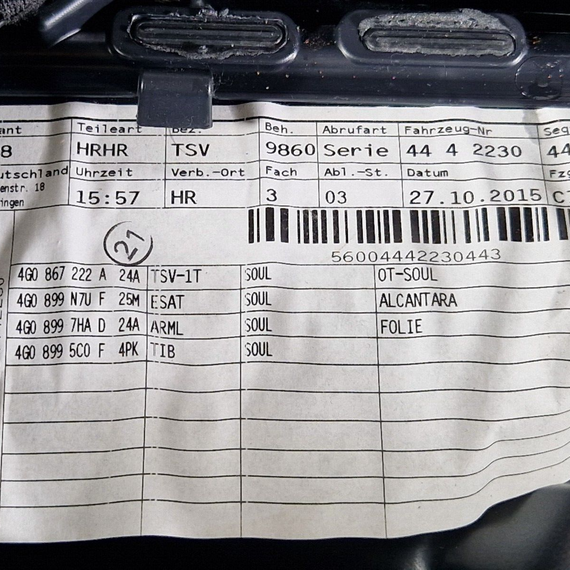 ant Teileart Bez. Beh. Abrufart Fahrzeug-Nr Seq
8 HRHR TSV 9860 Serie 44 4 2230 44
utschland Uhrzeit Verb.-Ort Fach Abl.-St. Datum Fzg
enstr. 18
ingen 15:57 HR 3 03 27.10.2015 C
56004442230443
21
4G0 867 222 A 24A TSV-1T SOUL OT-SOUL
4G0 899 N7U F 25M ESAT SOUL ALCANTARA
4G0 899 7HA D 24A ARML SOUL FOLIE
4G0 899 5C0 F 4PK TIB SOUL